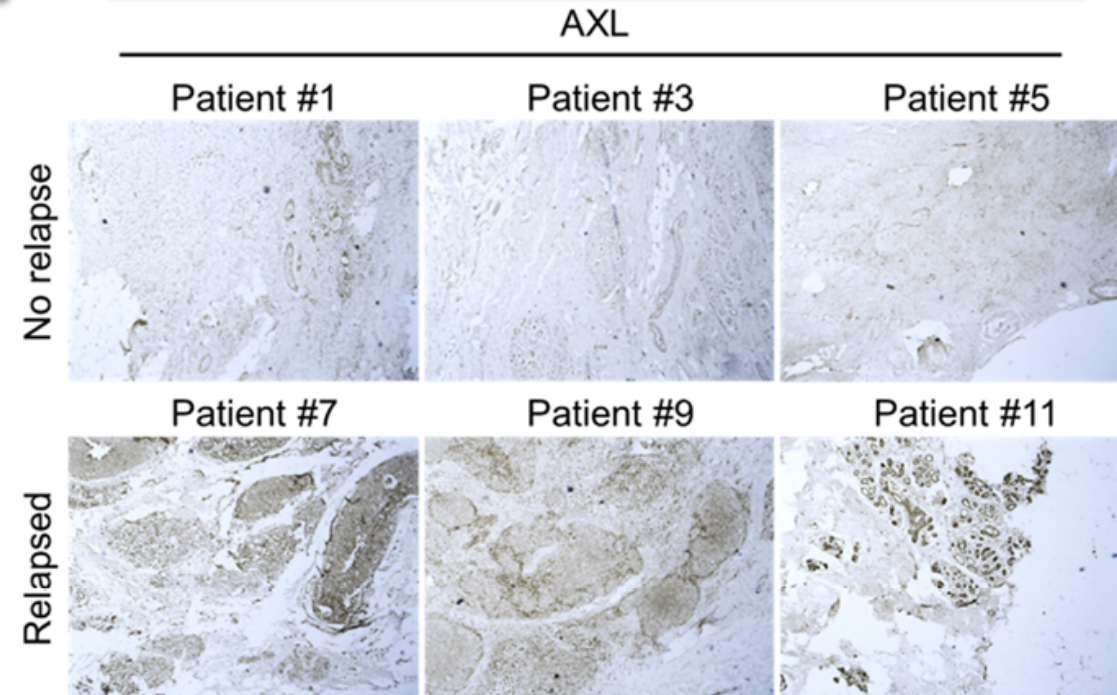 AXL
Patient #1 Patient #3 Patient #5
No relapse
Patient #7 Patient #9 Patient #11
Relapsed